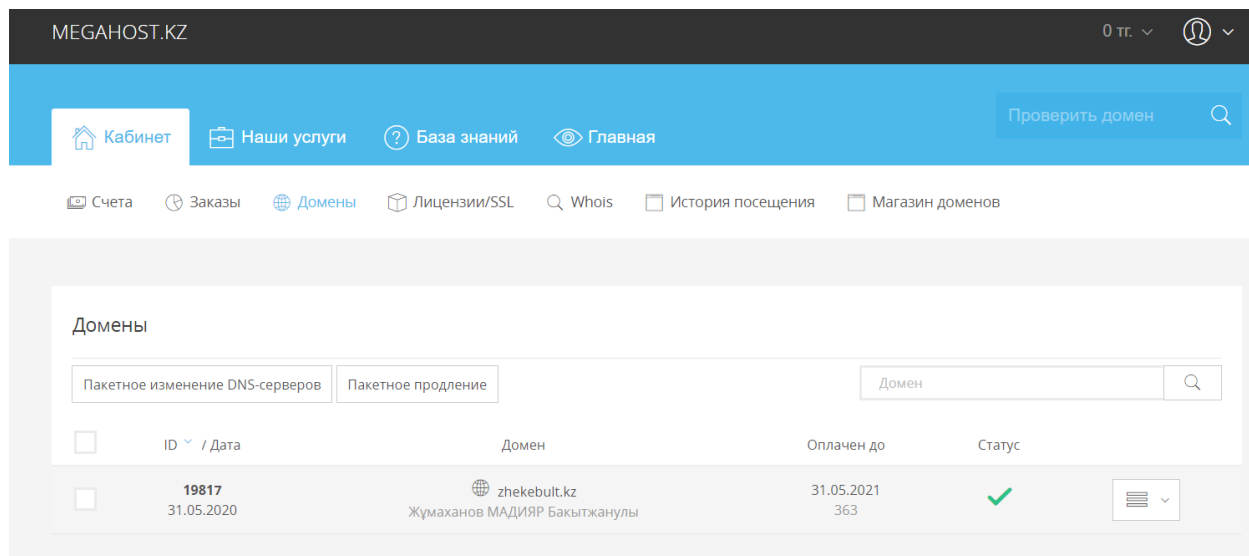 MEGAHOST.KZ 0 тг.
Проверить домен
Кабинет Наши услуги База знаний Главная
Счета Заказы Домены Лицензии/SSL Whois История посещения Магазин доменов
Домены
Пакетное изменение DNS-серверов Пакетное продление Домен
ID / Дата Домен Оплачен до Статус
19817 zhekebult.kz 31.05.2021
31.05.2020 Жұмаханов МАДИЯР Бакытжанулы 363